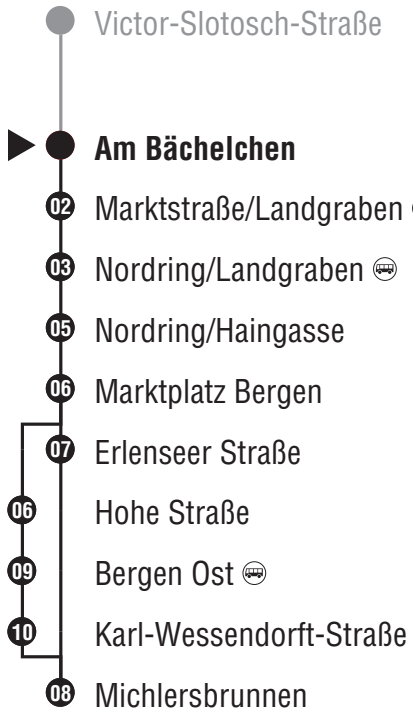 Victor-Slotosch-Straße
Am Bächelchen
02 Marktstraße/Landgraben
03 Nordring/Landgraben
05 Nordring/Haingasse
06 Marktplatz Bergen
07 Erlenseer Straße
06 Hohe Straße
09 Bergen Ost
10 Karl-Wessendorft-Straße
08 Michlersbrunnen